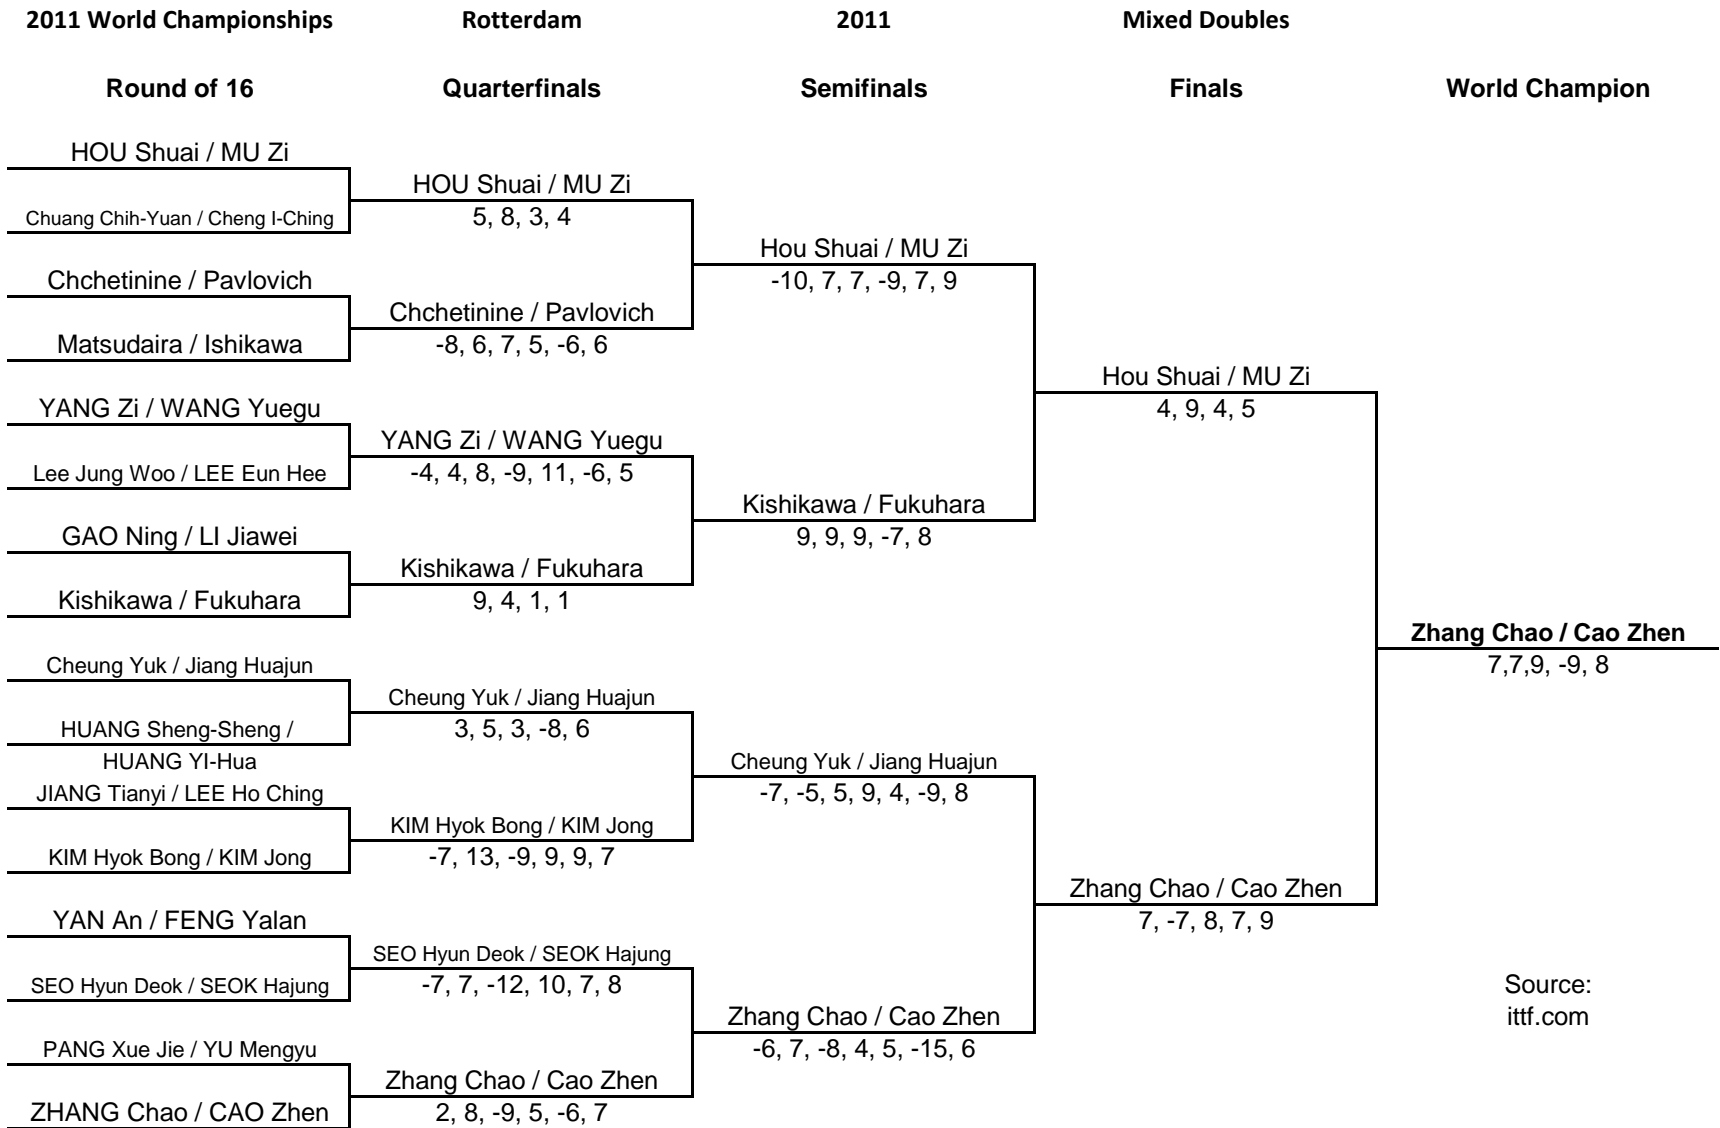 2011 World Championships Rotterdam 2011 Mixed Doubles
Round of 16 Quarterfinals Semifinals Finals World Champion
HOU Shuai / MU Zi
Chuang Chih-Yuan / Cheng I-Ching
Chchetinine / Pavlovich
Matsudaira / Ishikawa
YANG Zi / WANG Yuegu
Lee Jung Woo / LEE Eun Hee
GAO Ning / LI Jiawei
Kishikawa / Fukuhara
Cheung Yuk / Jiang Huajun
HUANG Sheng-Sheng /
HUANG YI-Hua
JIANG Tianyi / LEE Ho Ching
KIM Hyok Bong / KIM Jong
YAN An / FENG Yalan
SEO Hyun Deok / SEOK Hajung
PANG Xue Jie / YU Mengyu
ZHANG Chao / CAO Zhen
HOU Shuai / MU Zi
5, 8, 3, 4
Chchetinine / Pavlovich
-8, 6, 7, 5, -6, 6
YANG Zi / WANG Yuegu
-4, 4, 8, -9, 11, -6, 5
Kishikawa / Fukuhara
9, 4, 1, 1
Cheung Yuk / Jiang Huajun
3, 5, 3, -8, 6
KIM Hyok Bong / KIM Jong
-7, 13, -9, 9, 9, 7
SEO Hyun Deok / SEOK Hajung
-7, 7, -12, 10, 7, 8
Zhang Chao / Cao Zhen
2, 8, -9, 5, -6, 7
Hou Shuai / MU Zi
-10, 7, 7, -9, 7, 9
Kishikawa / Fukuhara
9, 9, 9, -7, 8
Cheung Yuk / Jiang Huajun
-7, -5, 5, 9, 4, -9, 8
Zhang Chao / Cao Zhen
-6, 7, -8, 4, 5, -15, 6
Hou Shuai / MU Zi
4, 9, 4, 5
Zhang Chao / Cao Zhen
7, -7, 8, 7, 9
Zhang Chao / Cao Zhen
7,7,9, -9, 8
Source:
ittf.com